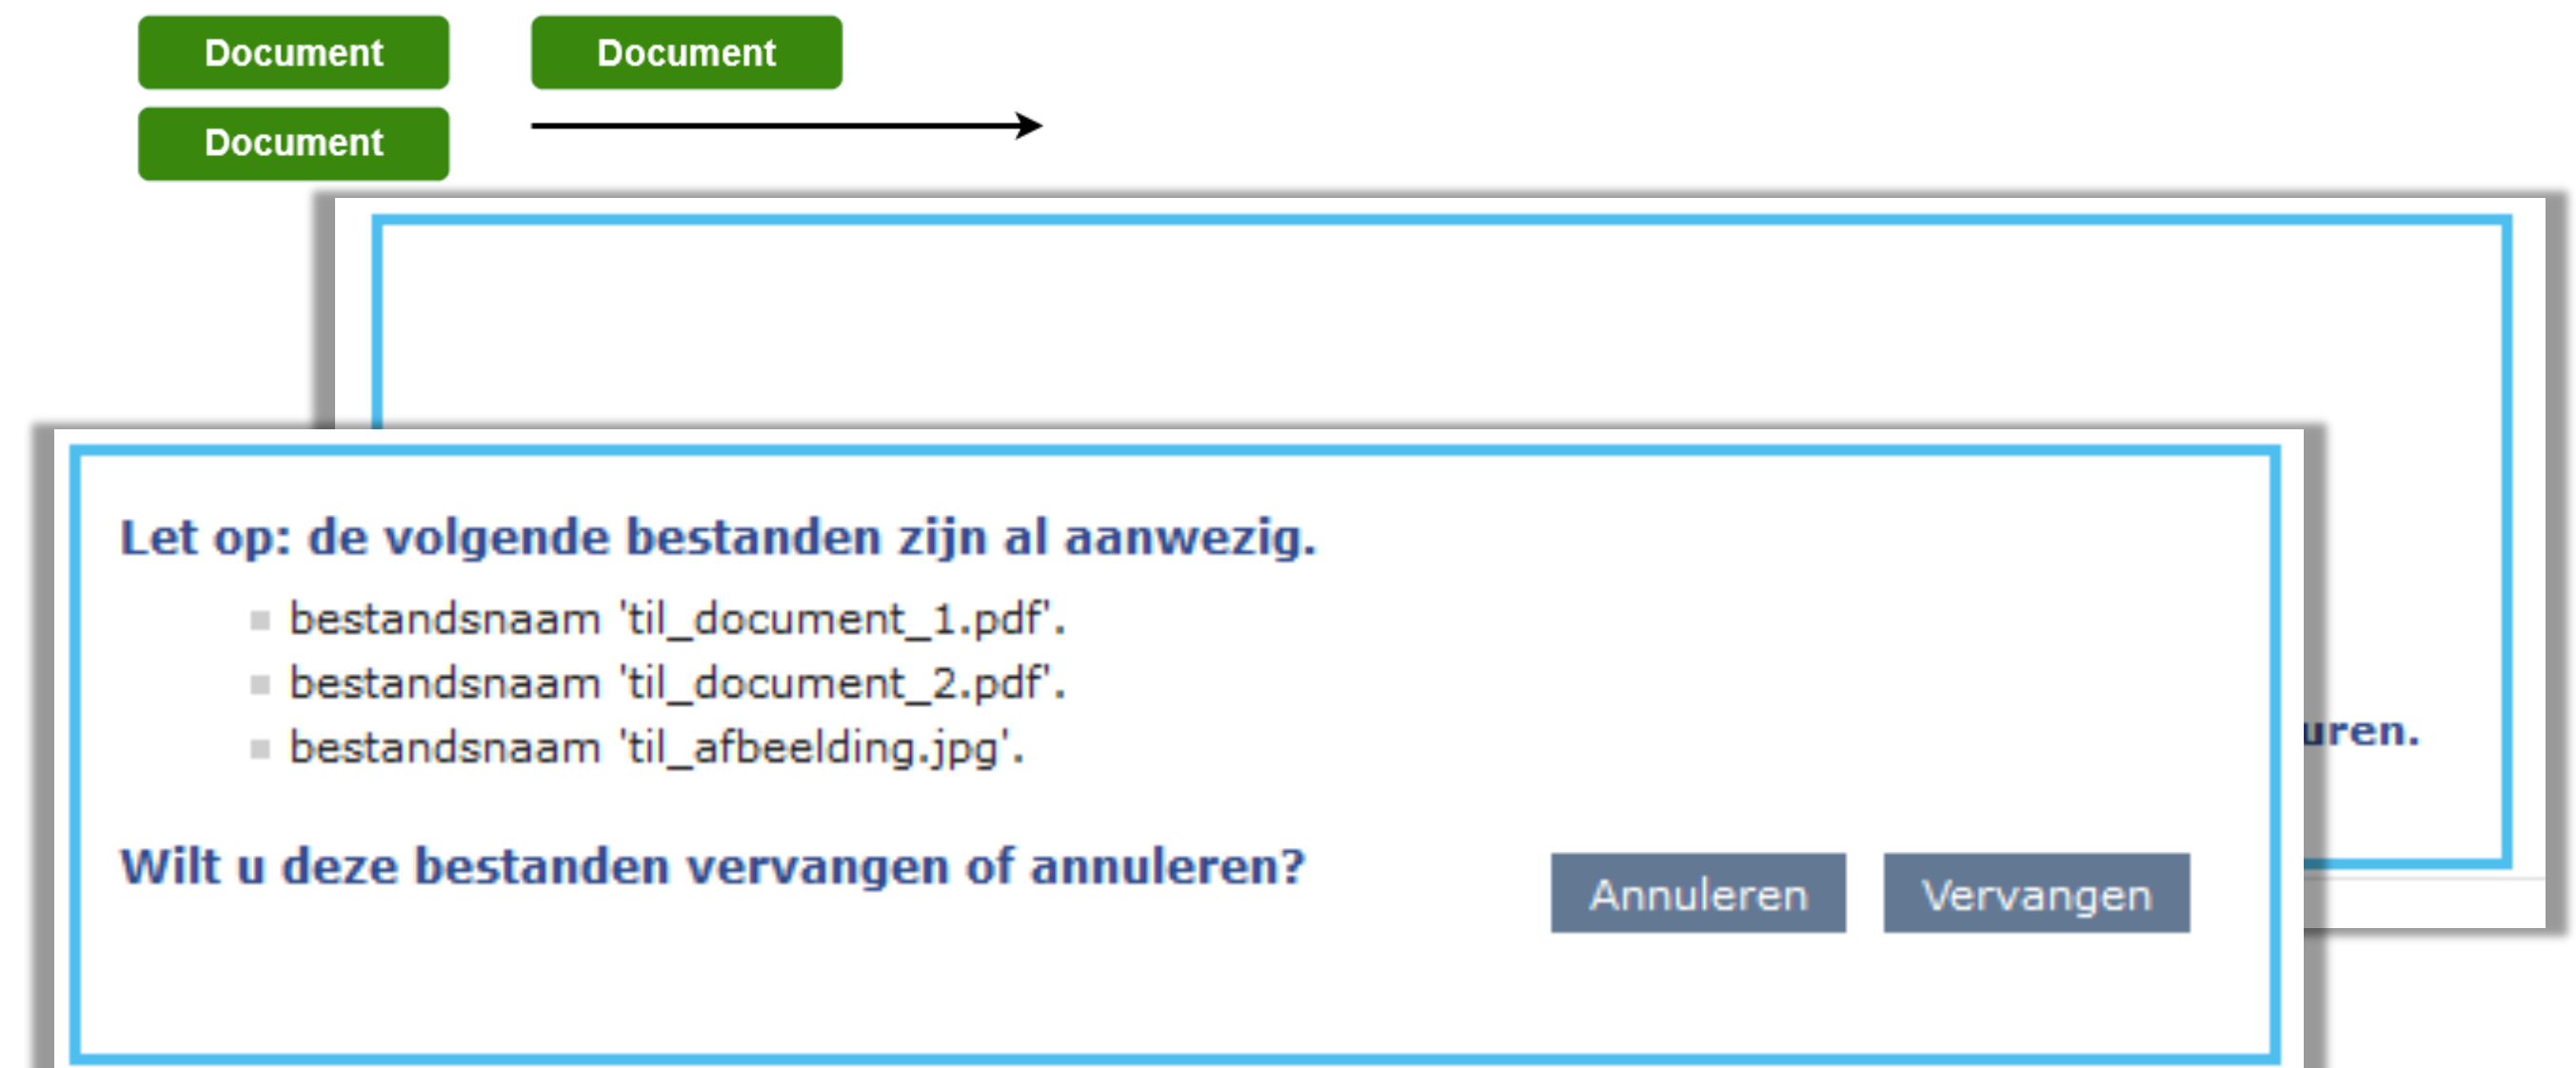 Document
Document
Document
Let op: de volgende bestanden zijn al aanwezig.
bestandsnaam 'til_document_1.pdf'.
bestandsnaam 'til_document_2.pdf'.
bestandsnaam 'til_afbeelding.jpg'.
Wilt u deze bestanden vervangen of annuleren?
Annuleren
Vervangen